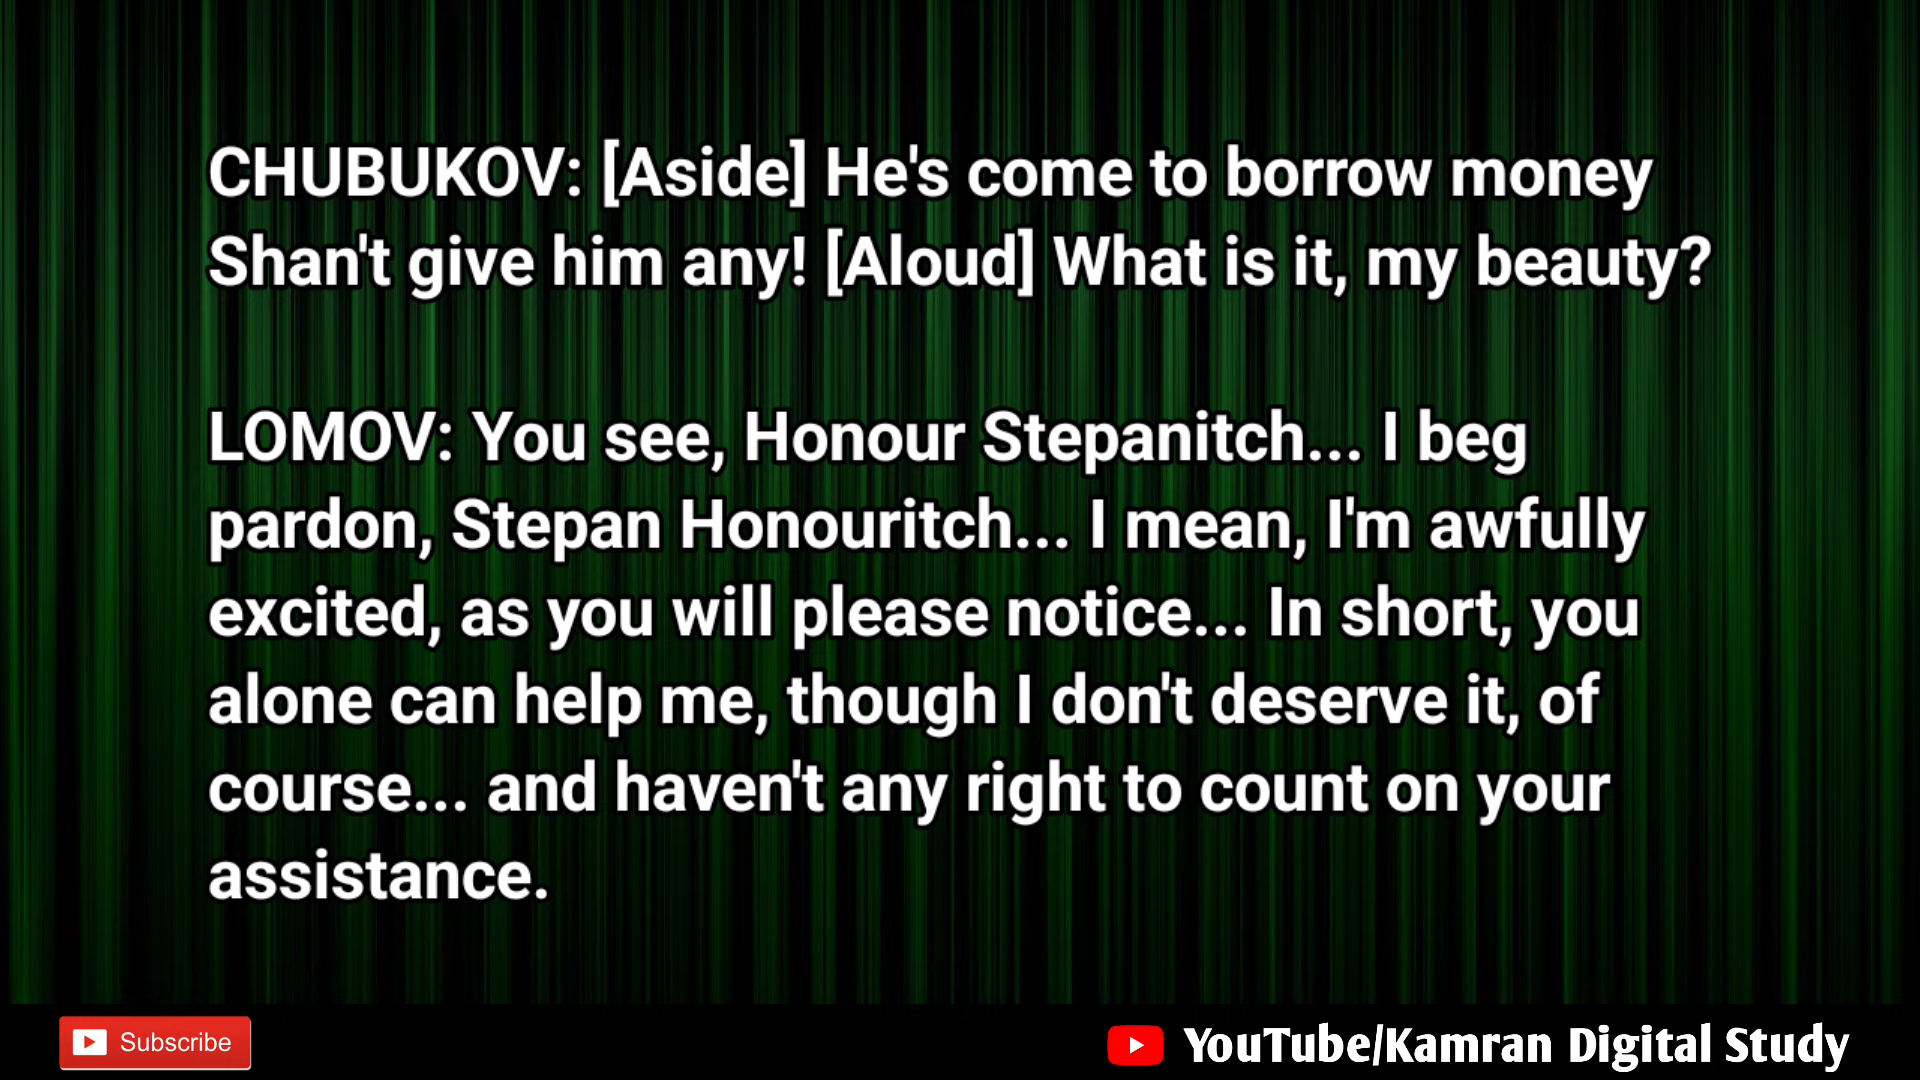 CHUBUKOV: [Aside] He's come to borrow money
Shan't give him any! [Aloud] What is it, my beauty?
LOMOV: You see, Honour Stepanitch... I beg
pardon, Stepan Honouritch... I mean, I'm awfully
excited, as you will please notice... In short, you
alone can help me, though I don't deserve it, of
course... and haven't any right to count on your
assistance.
Subscribe
YouTube/Kamran Digital Study